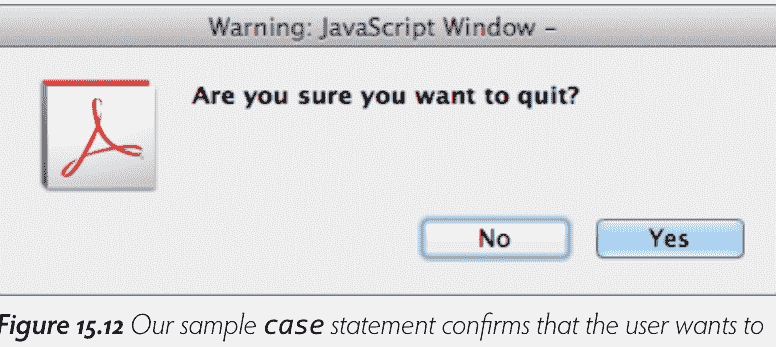 Warning: JavaScript Window –
Are you sure you want to quit?
No
Yes
Figure 15.12 Our sample case statement confirms that the user wants to